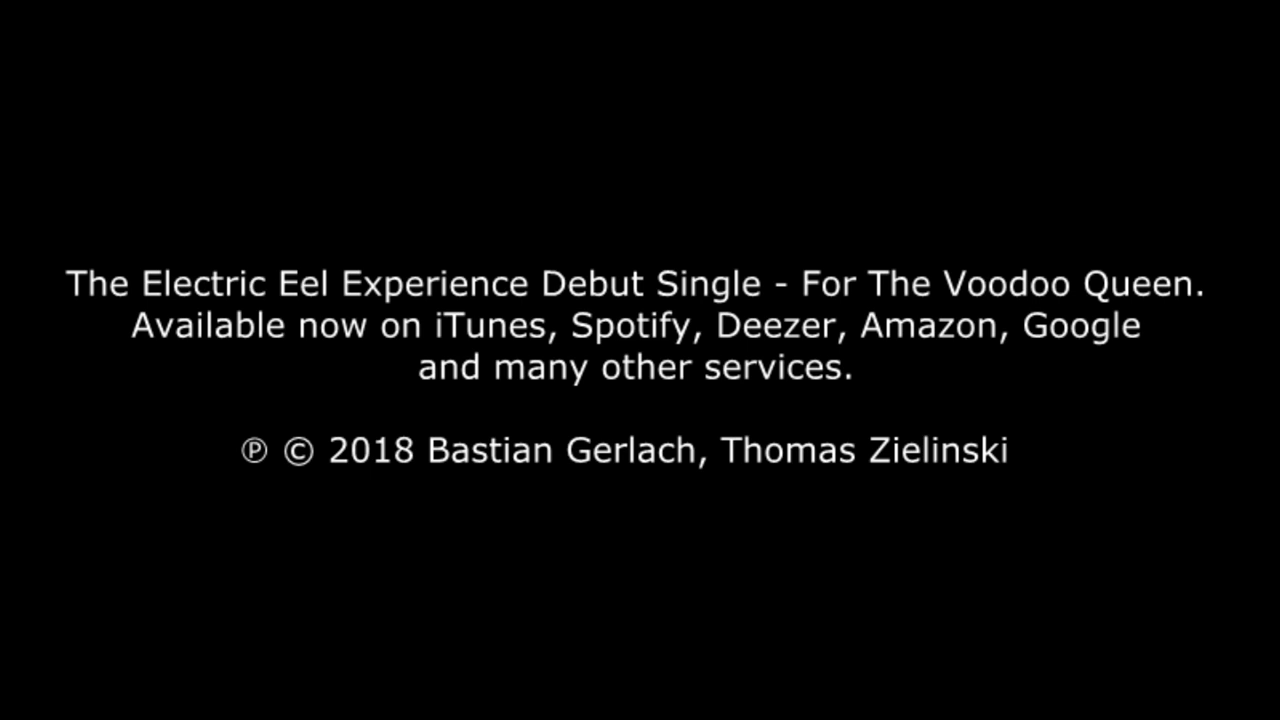 The Electric Eel Experience Debut Single - For The Voodoo Queen.
Available now on iTunes, Spotify, Deezer, Amazon, Google
and many other services.
℗ © 2018 Bastian Gerlach, Thomas Zielinski